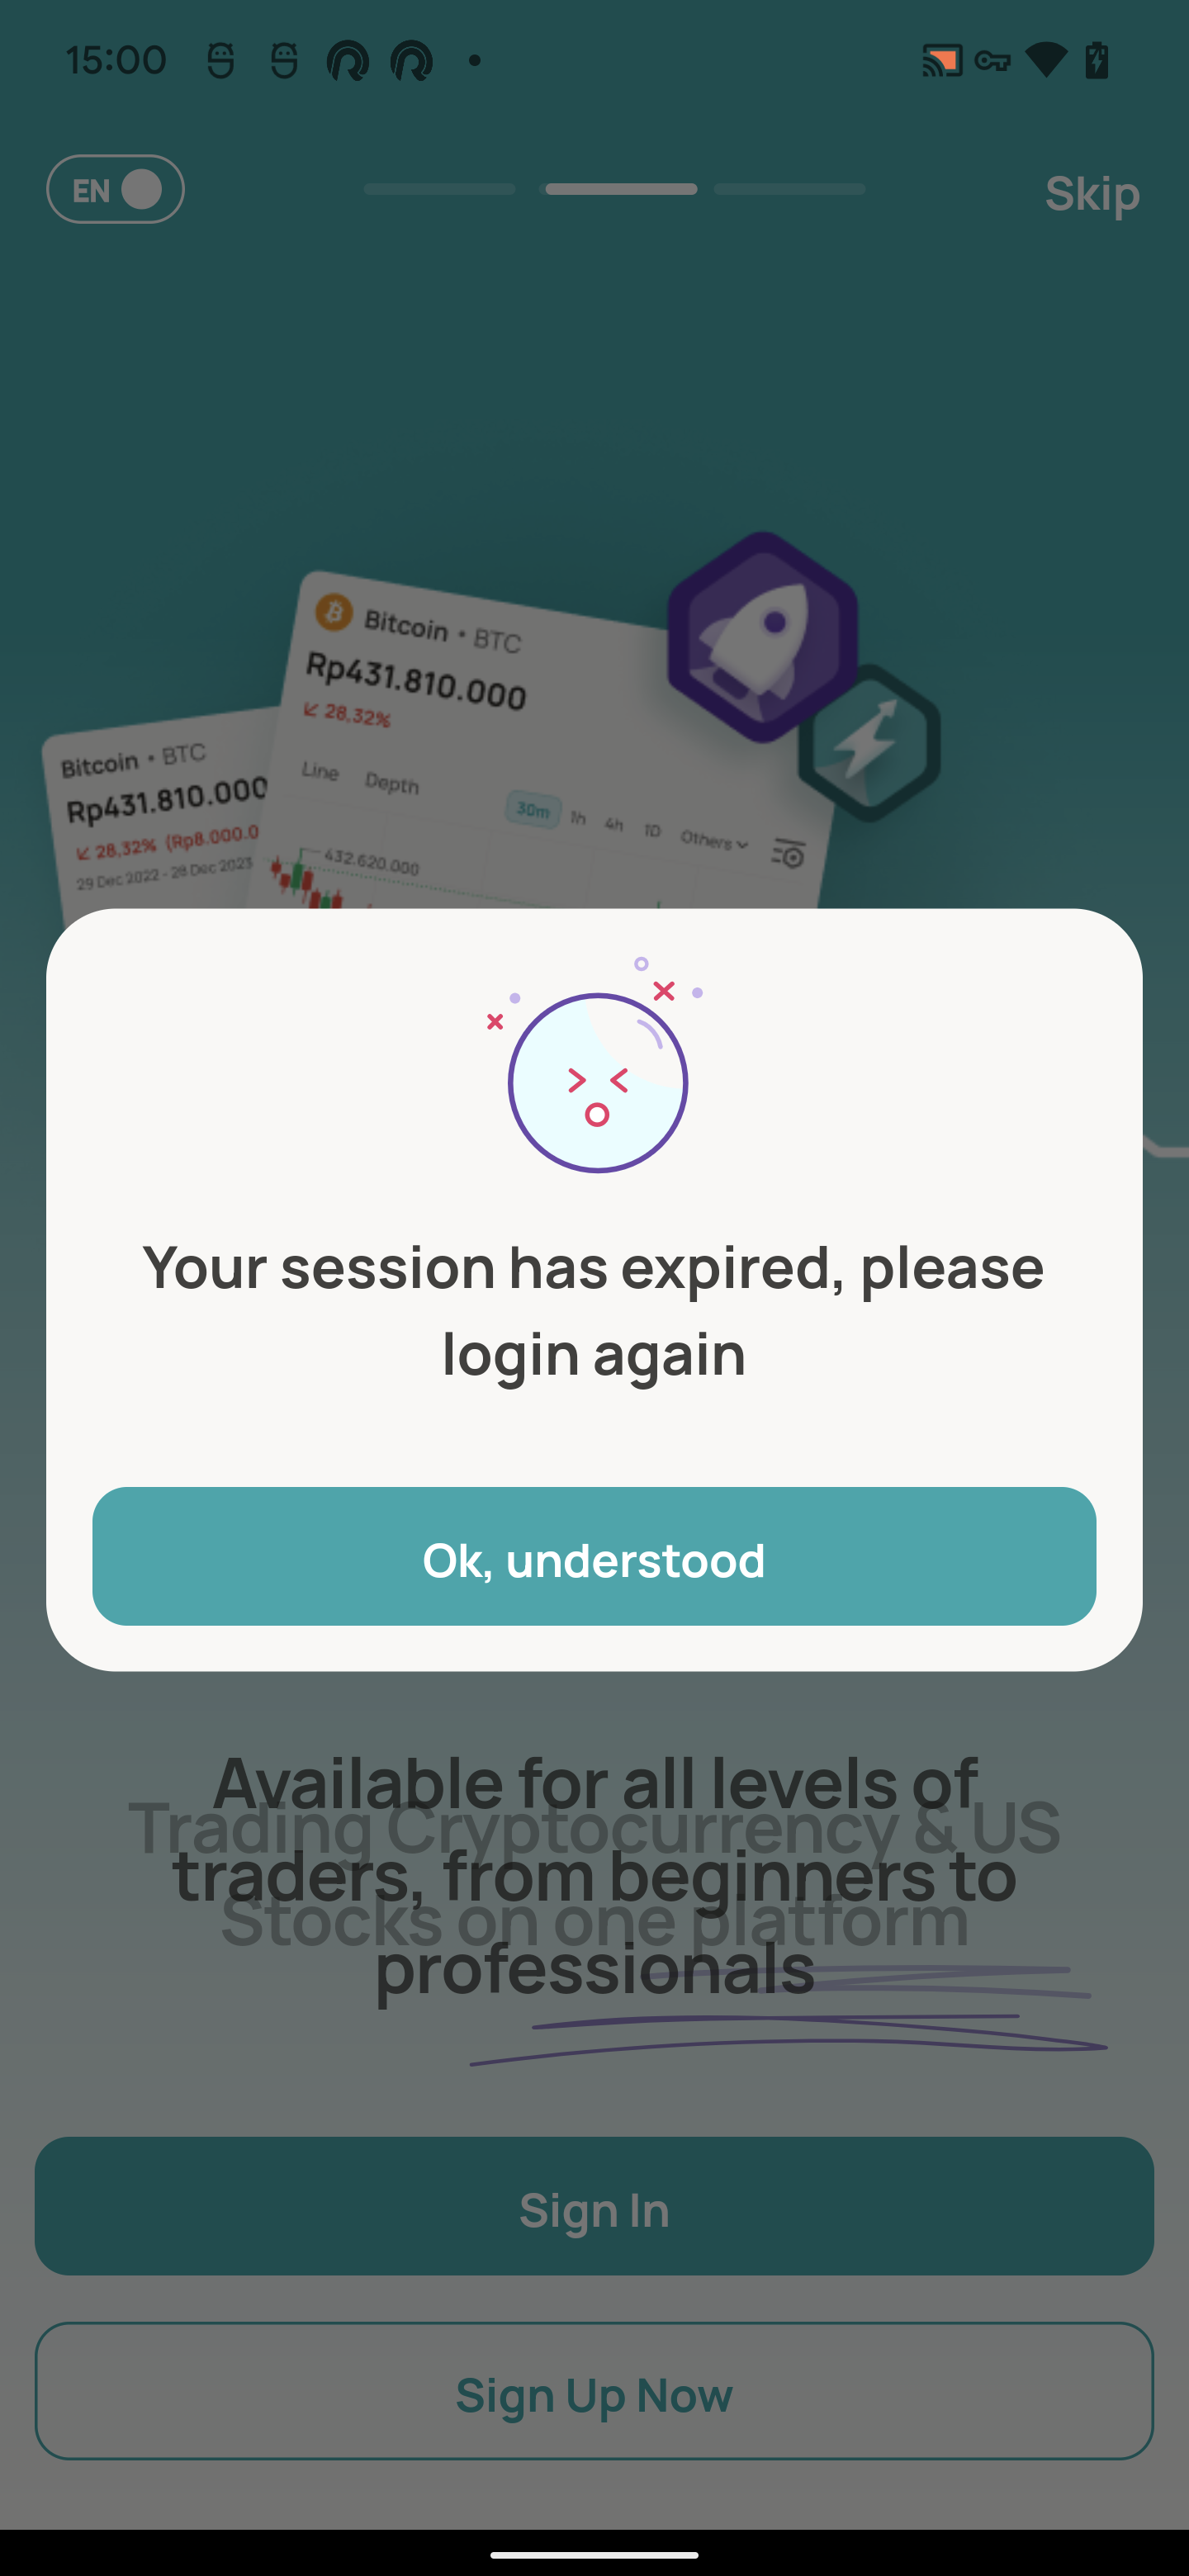 15:00
EN
Skip
Bitcoin • BTC
Rp431.810.000
28,32%
Line Depth 30m 1h 4h 1D Others
432.620.000
Bitcoin • BTC
Rp431.810.000
28,32% (Rp8.000.0
29 Dec 2022 - 28 Dec 2023
Your session has expired, please
login again
Ok, understood
Available for all levels of
traders, from beginners to
professionals
Trading Cryptocurrency & US
Stocks on one platform
Sign In
Sign Up Now